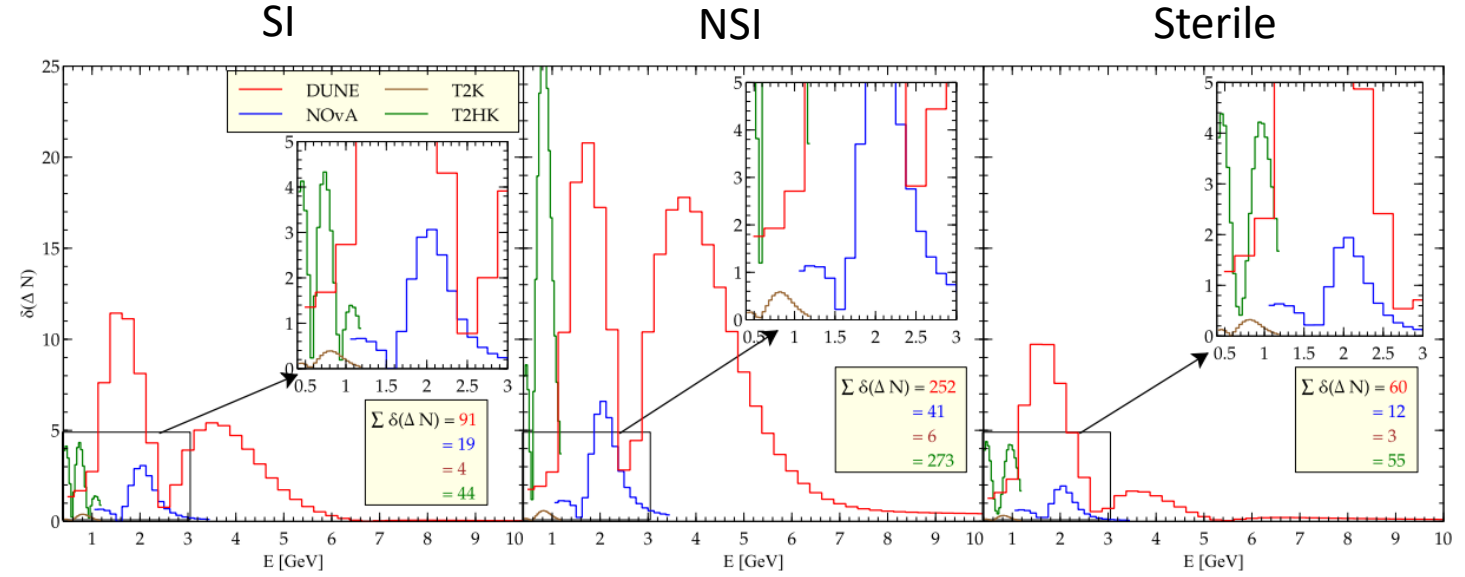 SI
NSI
Sterile
δ(Δ N)
25
20
15
10
5
0
DUNE
T2K
NOvA
T2HK
5
4
3
2
1
0
0.5 1 1.5 2 2.5 3
∑ δ(Δ N) = 91
= 19
= 4
= 44
1 2 3 4 5 6 7 8 9 10
E [GeV]
5
4
3
2
1
0
0.5 1 1.5 2 2.5 3
∑ δ(Δ N) = 252
= 41
= 6
= 273
1 2 3 4 5 6 7 8 9 10
E [GeV]
5
4
3
2
1
0
0.5 1 1.5 2 2.5 3
∑ δ(Δ N) = 60
= 12
= 3
= 55
1 2 3 4 5 6 7 8 9 10
E [GeV]